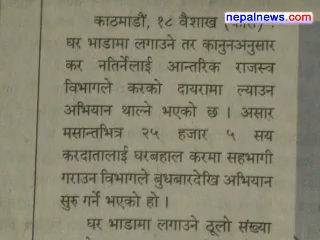 nepalnews.com
काठमाडौं, १८ वैशाख (कास) :
घर भाडामा लगाउने तर कानुनअनुसार
कर नतिर्नेलाई आन्तरिक राजस्व
विभागले करको दायरामा ल्याउन
अभियान थाल्ने भएको छ । असार
मसान्तभित्र २५ हजार ५ सय
करदातालाई घरबहाल करमा सहभागी
गराउन विभागले बुधबारदेखि अभियान
सुरु गर्ने भएको हो ।
घर भाडामा लगाउने ठूलो संख्या